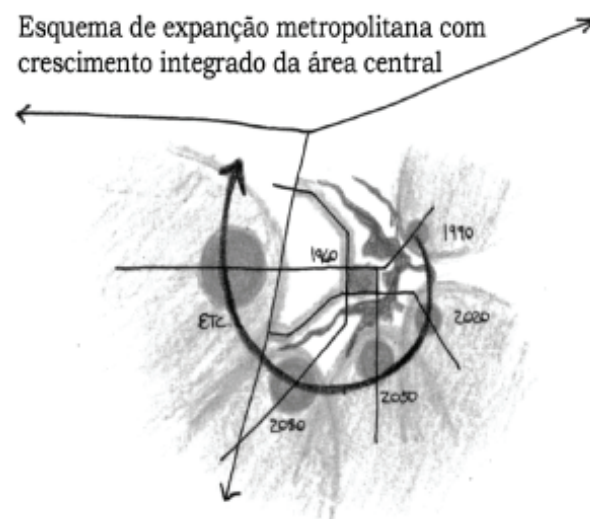 Esquema de expanção metropolitana com
crescimento integrado da área central
1990
1960
ETC.
2020
2050
2080